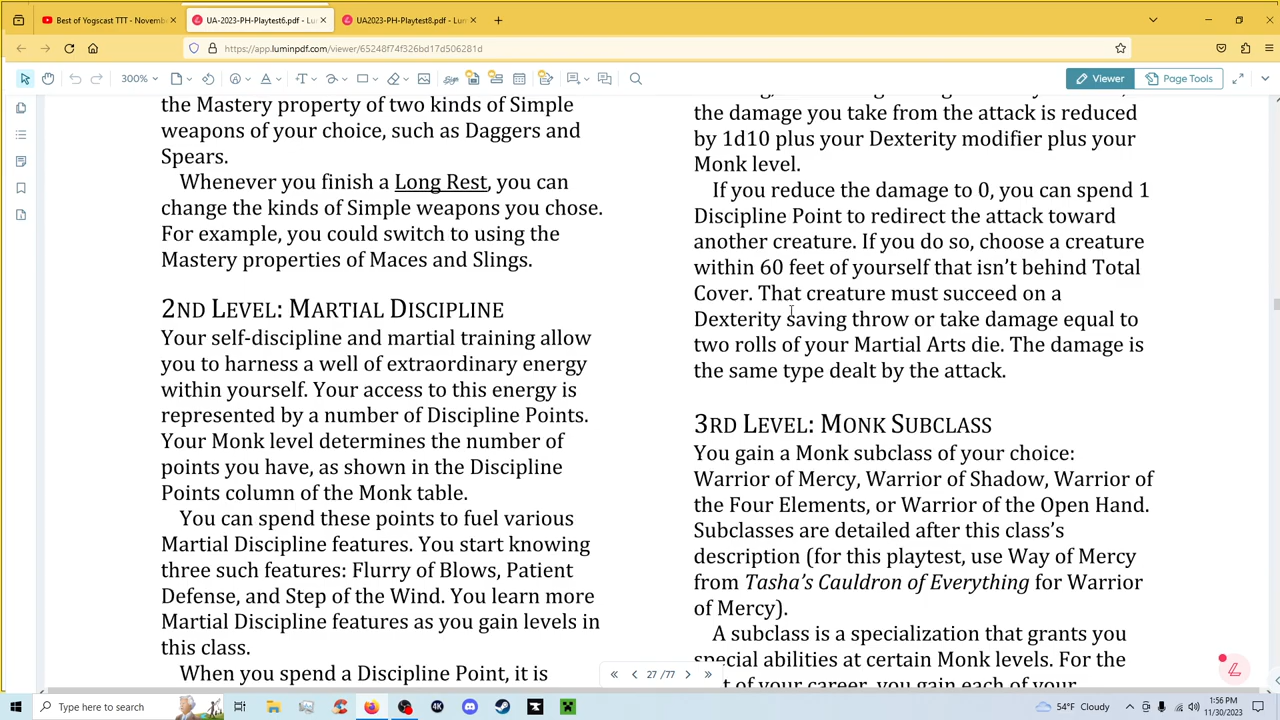 Best of Yogscast TTT - Novemb
UA-2023-PH-Playtest6.pdf - Lu
UA2023-PH-Playtest8.pdf - Lum
https://app.luminpdf.com/viewer/65248f74f326bd17d506281d
300%
Viewer
Page Tools
the Mastery property of two kinds of Simple
weapons of your choice, such as Daggers and
Spears.
Whenever you finish a Long Rest, you can
change the kinds of Simple weapons you chose.
For example, you could switch to using the
Mastery properties of Maces and Slings.
2ND LEVEL: MARTIAL DISCIPLINE
Your self-discipline and martial training allow
you to harness a well of extraordinary energy
within yourself. Your access to this energy is
represented by a number of Discipline Points.
Your Monk level determines the number of
points you have, as shown in the Discipline
Points column of the Monk table.
You can spend these points to fuel various
Martial Discipline features. You start knowing
three such features: Flurry of Blows, Patient
Defense, and Step of the Wind. You learn more
Martial Discipline features as you gain levels in
this class.
When you spend a Discipline Point, it is
the damage you take from the attack is reduced
by 1d10 plus your Dexterity modifier plus your
Monk level.
If you reduce the damage to 0, you can spend 1
Discipline Point to redirect the attack toward
another creature. If you do so, choose a creature
within 60 feet of yourself that isn't behind Total
Cover. That creature must succeed on a
Dexterity saving throw or take damage equal to
two rolls of your Martial Arts die. The damage is
the same type dealt by the attack.
3RD LEVEL: MONK SUBCLASS
You gain a Monk subclass of your choice:
Warrior of Mercy, Warrior of Shadow, Warrior of
the Four Elements, or Warrior of the Open Hand.
Subclasses are detailed after this class's
description (for this playtest, use Way of Mercy
from Tasha's Cauldron of Everything for Warrior
of Mercy).
A subclass is a specialization that grants you
special abilities at certain Monk levels. For the
of your career, you gain each of your
27 /77
Type here to search
54°F Cloudy
1:56 PM
11/30/2023